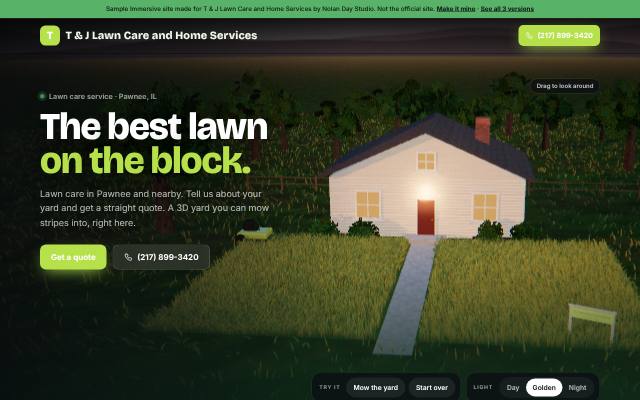 Sample Immersive site made for T & J Lawn Care and Home Services by Nolan Day Studio. Not the official site. Make it mine · See all 3 versions
T T & J Lawn Care and Home Services
(217) 899-3420
Drag to look around
Lawn care service · Pawnee, IL
The best lawn
on the block.
Lawn care in Pawnee and nearby. Tell us about your
yard and get a straight quote. A 3D yard you can mow
stripes into, right here.
Get a quote (217) 899-3420
TRY IT Mow the yard Start over LIGHT Day Golden Night